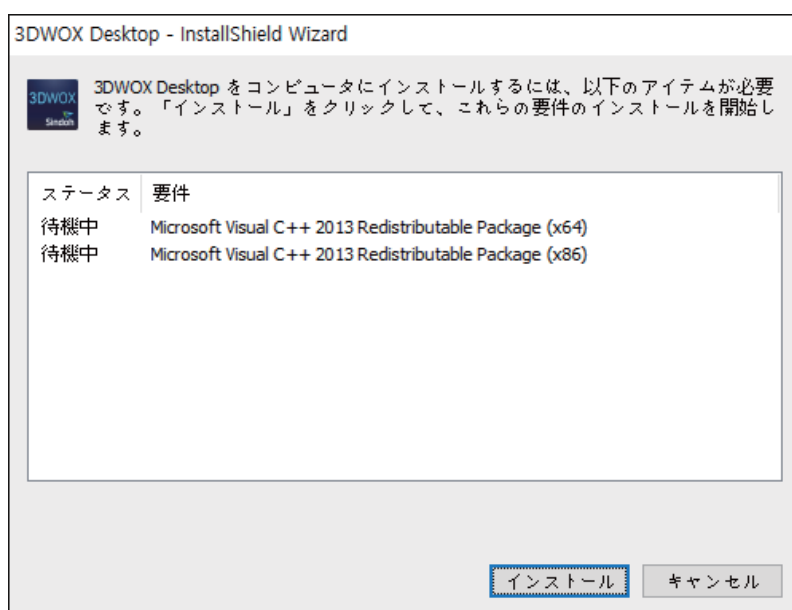 3DWOX Desktop - InstallShield Wizard
3DWOX
Sindoh
3DWOX Desktop をコンピュータにインストールするには、以下のアイテムが必要
です。「インストール」をクリックして、これらの要件のインストールを開始し
ます。
ステータス 要件
待機中 Microsoft Visual C++ 2013 Redistributable Package (x64)
待機中 Microsoft Visual C++ 2013 Redistributable Package (x86)
インストール キャンセル